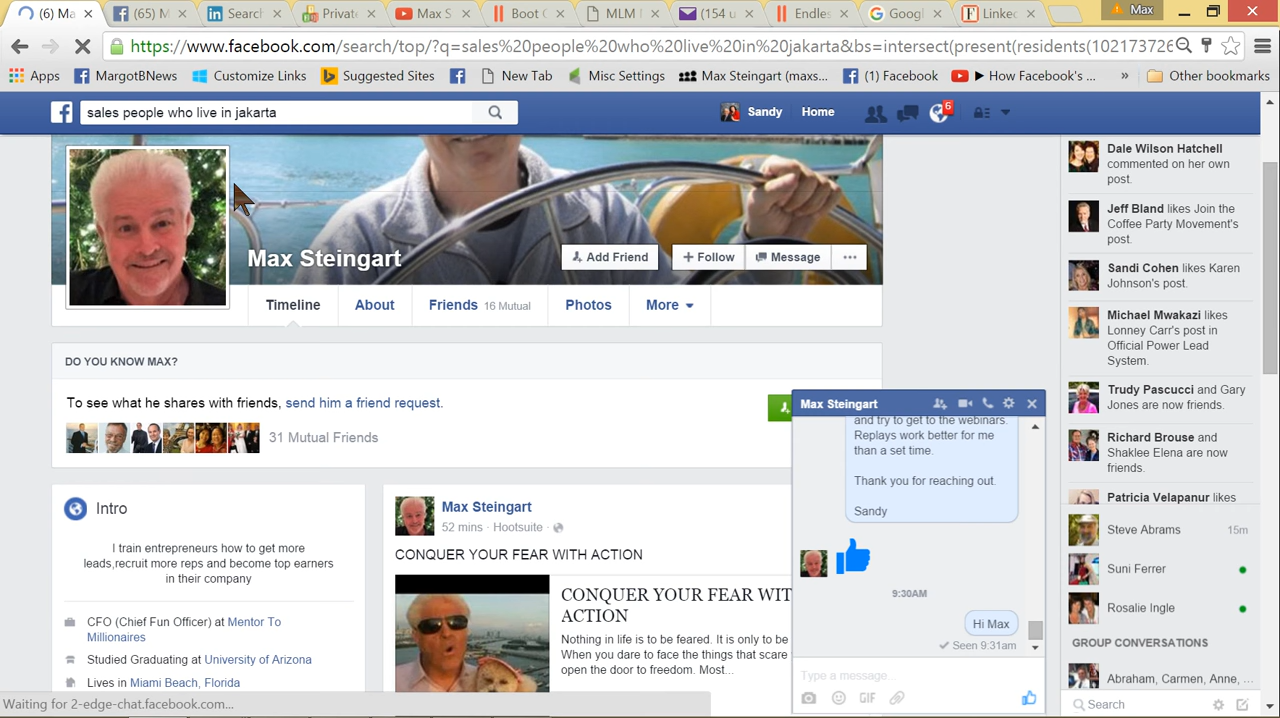 (6) Ma
(65) M
Search
Private
Max S
Boot C
MLM M
(154 u
Endles
Googl
Linke
Max
https://www.facebook.com/search/top/?q=sales%20people%20who%20live%20in%20jakarta&bs=intersect(present(residents(102173726
Apps
MargotBNews
Customize Links
Suggested Sites
New Tab
Misc Settings
Max Steingart (maxs...
(1) Facebook
► How Facebook's ...
»
Other bookmarks
sales people who live in jakarta
Sandy
Home
6
Max Steingart
Add Friend
+ Follow
Message
...
Timeline
About
Friends 16 Mutual
Photos
More
DO YOU KNOW MAX?
To see what he shares with friends, send him a friend request.
31 Mutual Friends
Intro
I train entrepreneurs how to get more
leads,recruit more reps and become top earners
in their company
CFO (Chief Fun Officer) at Mentor To
Millionaires
Studied Graduating at University of Arizona
Lives in Miami Beach, Florida
Max Steingart
52 mins · Hootsuite ·
CONQUER YOUR FEAR WITH ACTION
CONQUER YOUR FEAR WIT
ACTION
Nothing in life is to be feared. It is only to be
When you dare to face the things that scare
open the door to freedom. Most...
Max Steingart
and try to get to the webinars.
Replays work better for me
than a set time.
Thank you for reaching out.
Sandy
9:30AM
Hi Max
✓ Seen 9:31am
Type a message...
GIF
Dale Wilson Hatchell
commented on her own
post.
Jeff Bland likes Join the
Coffee Party Movement's
post.
Sandi Cohen likes Karen
Johnson's post.
Michael Mwakazi likes
Lonney Carr's post in
Official Power Lead
System.
Trudy Pascucci and Gary
Jones are now friends.
Richard Brouse and
Shaklee Elena are now
friends.
Patricia Velapanur likes
Steve Abrams 15m
Suni Ferrer
Rosalie Ingle
GROUP CONVERSATIONS
Abraham, Carmen, Anne, ...
Search
Waiting for 2-edge-chat.facebook.com...